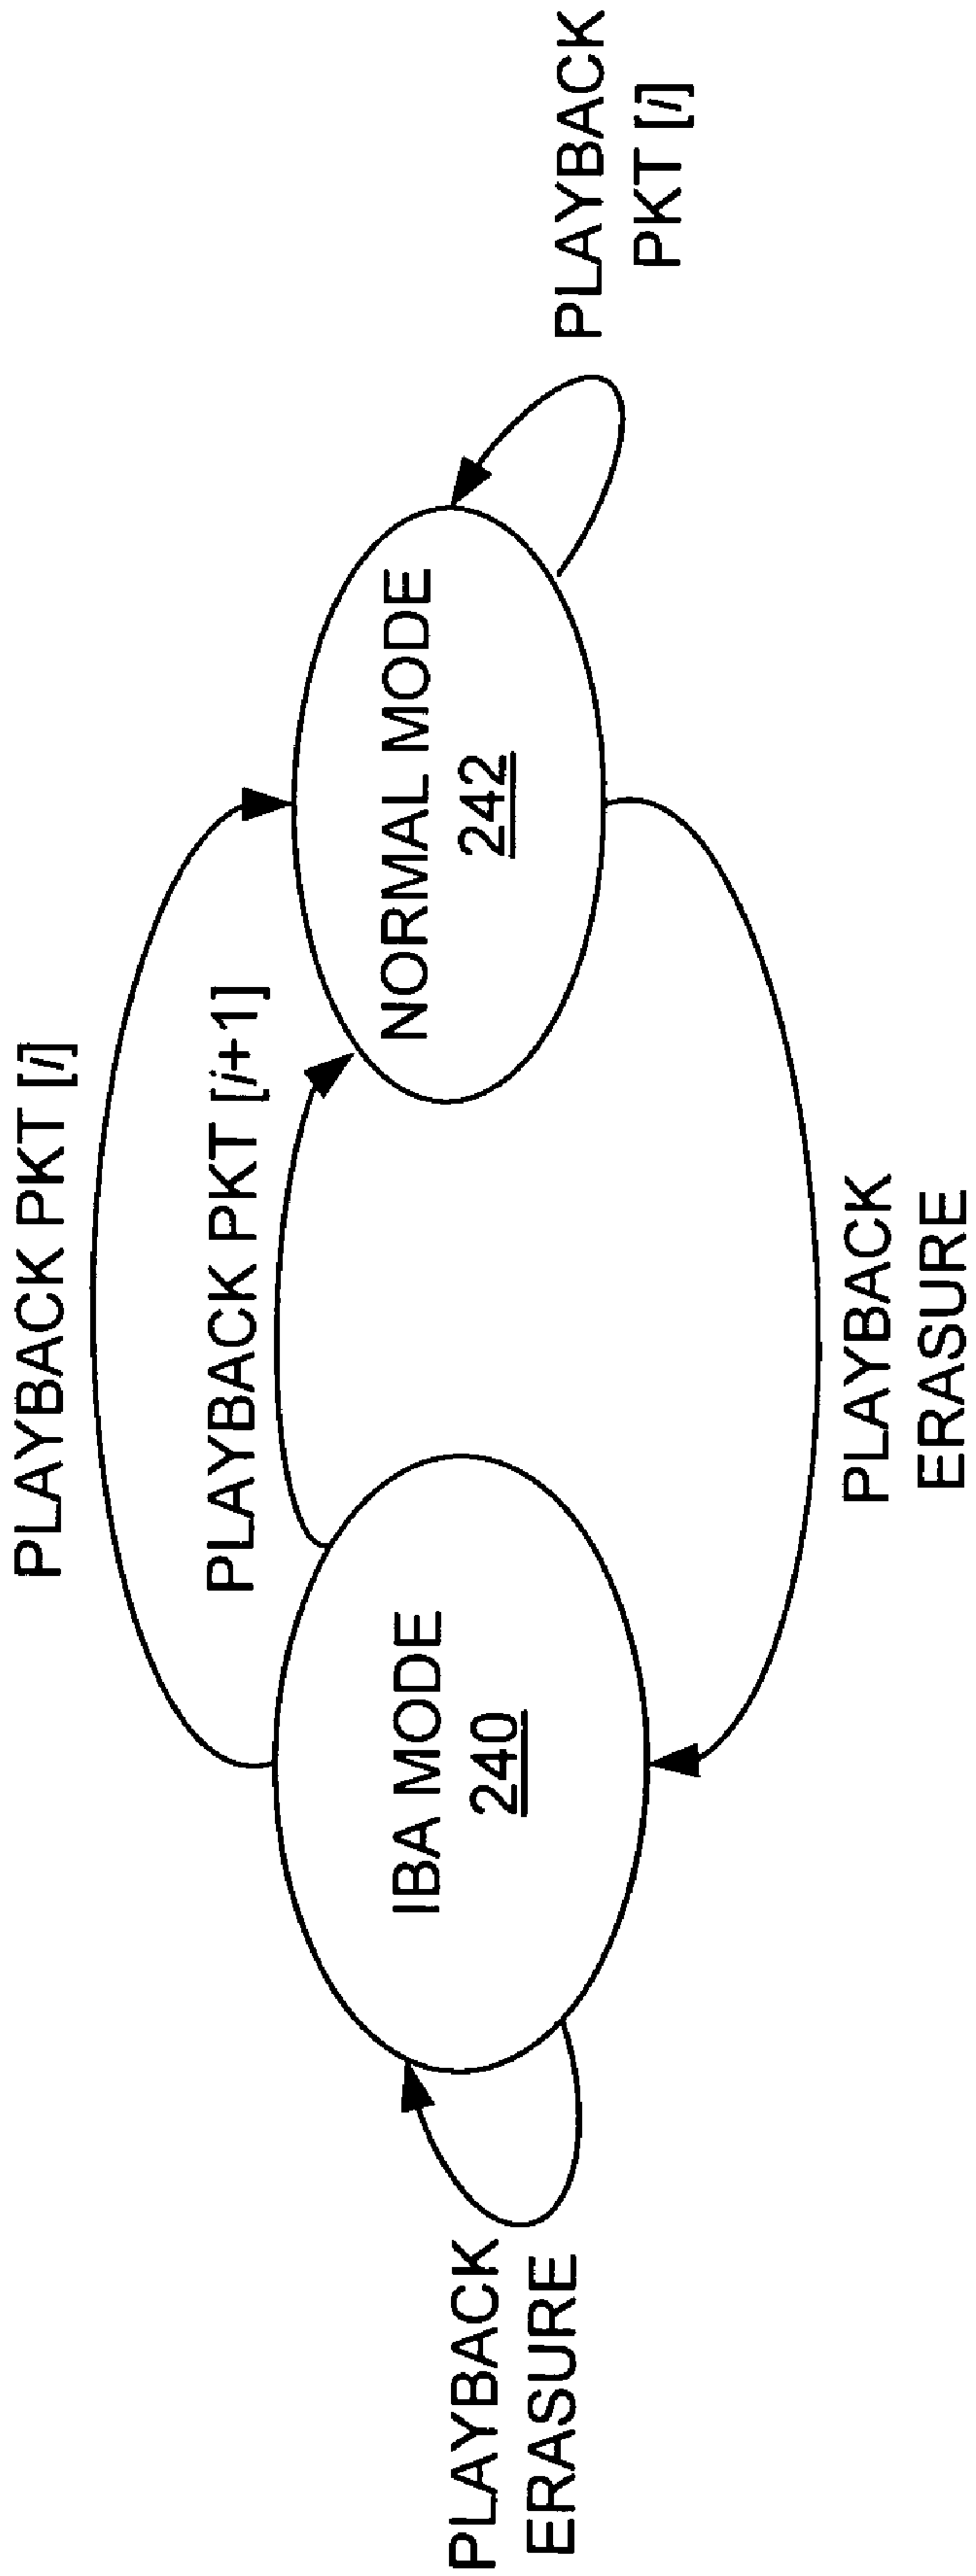 PLAYBACK PKT [i]
PLAYBACK PKT [i+1]
IBA MODE
240
NORMAL MODE
242
PLAYBACK
ERASURE
PLAYBACK
PKT [i]
PLAYBACK
ERASURE